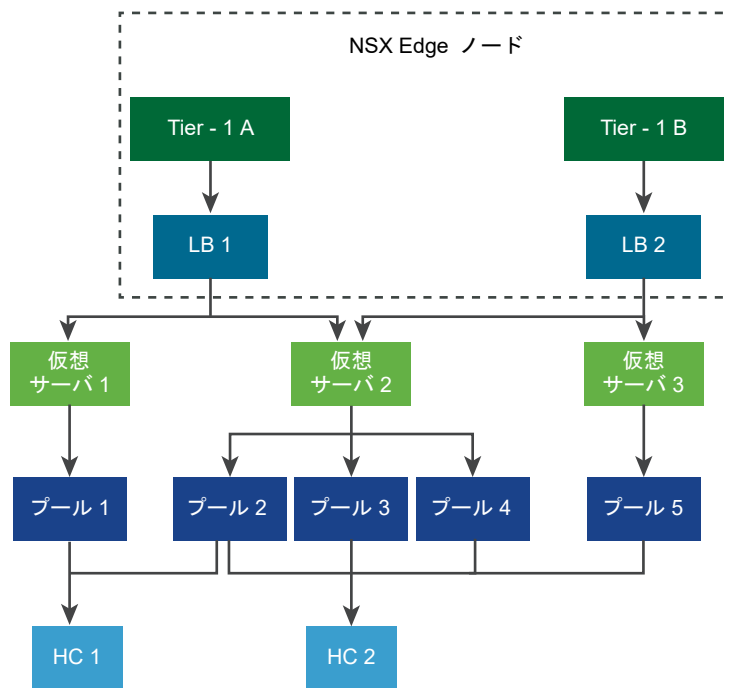 NSX Edge ノード
Tier - 1 A
Tier - 1 B
LB 1
LB 2
仮想
サーバ 1
仮想
サーバ 2
仮想
サーバ 3
プール 1
プール 2
プール 3
プール 4
プール 5
HC 1
HC 2